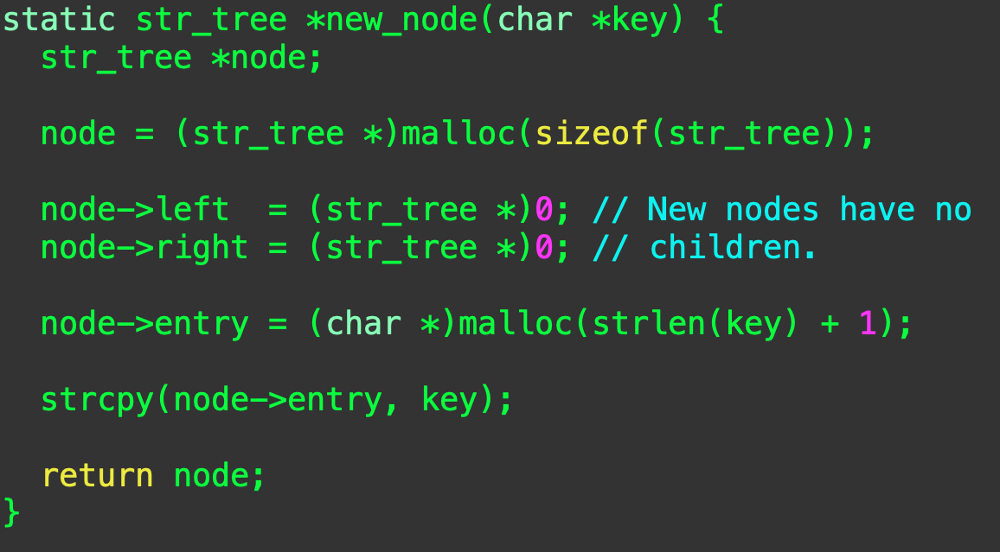 static str_tree *new_node(char *key) {
  str_tree *node;

  node = (str_tree *)malloc(sizeof(str_tree));

  node->left  = (str_tree *)0; // New nodes have no
  node->right = (str_tree *)0; // children.

  node->entry = (char *)malloc(strlen(key) + 1);

  strcpy(node->entry, key);

  return node;
}